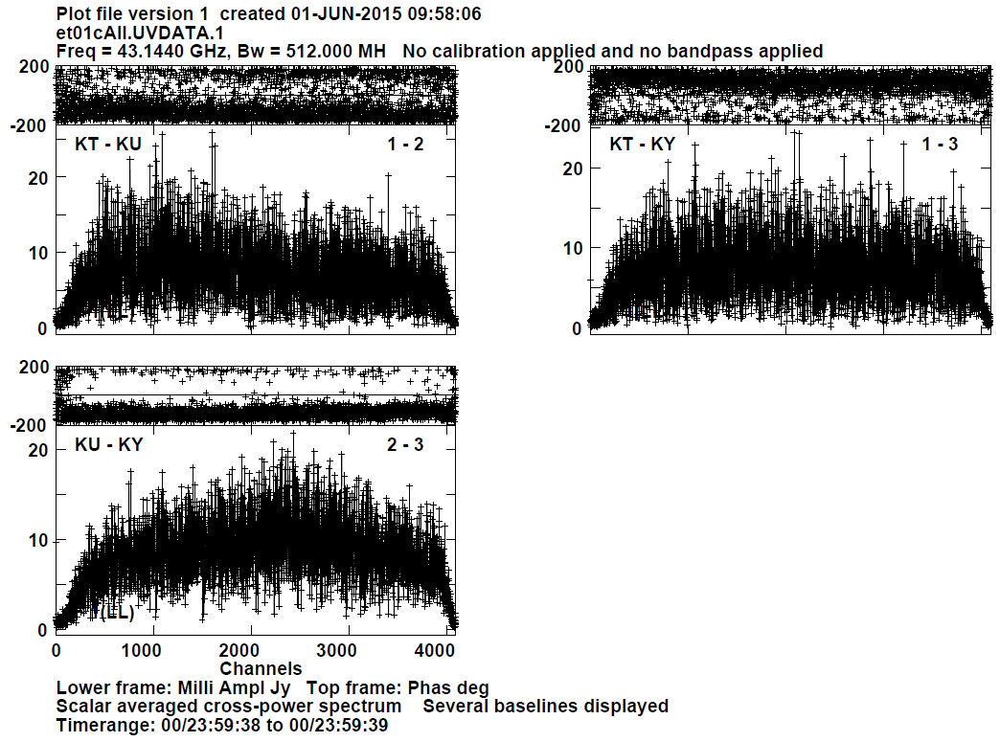 Plot file version 1 created 01-JUN-2015 09:58:06
et01cAll.UVDATA.1
Freq = 43.1440 GHz, Bw = 512.000 MH No calibration applied and no bandpass applied
200
-200
KT - KU 1 - 2
20
10
0
(LL)
200
-200
KT - KY 1 - 3
20
10
0
200
-200
KU - KY 2 - 3
20
10
0
(LL)
0 1000 2000 3000 4000
Channels
Lower frame: Milli Ampl Jy Top frame: Phas deg
Scalar averaged cross-power spectrum Several baselines displayed
Timerange: 00/23:59:38 to 00/23:59:39